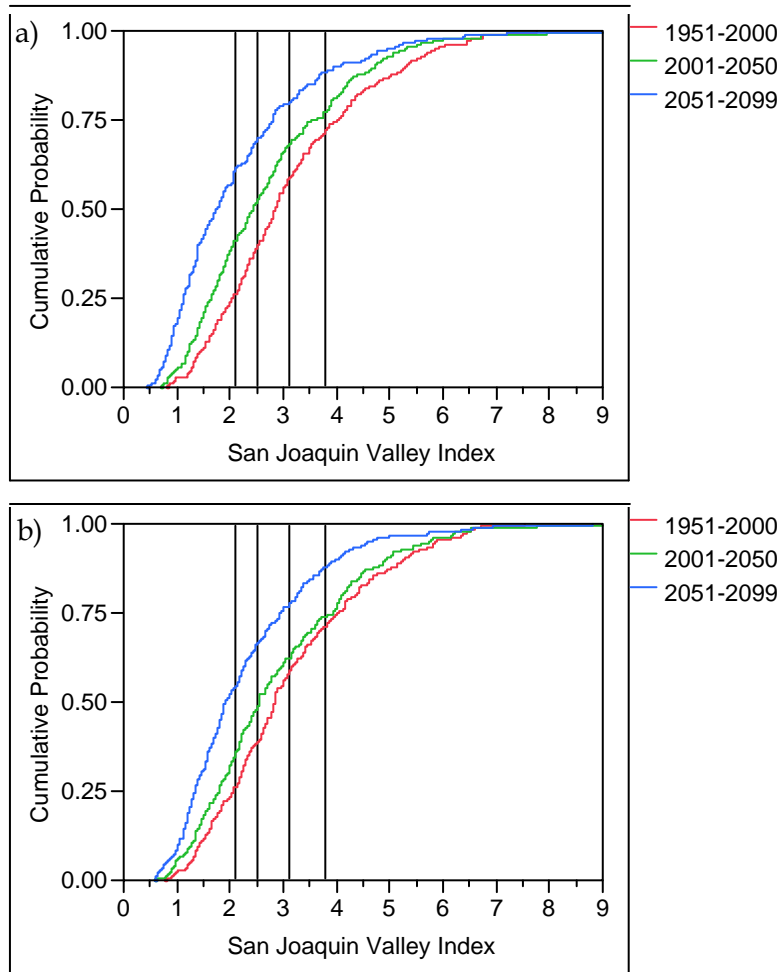 a)
1951-2000
2001-2050
2051-2099
Cumulative Probability
1.00
0.75
0.50
0.25
0.00
0 1 2 3 4 5 6 7 8 9
San Joaquin Valley Index
b)
1951-2000
2001-2050
2051-2099
Cumulative Probability
1.00
0.75
0.50
0.25
0.00
0 1 2 3 4 5 6 7 8 9
San Joaquin Valley Index